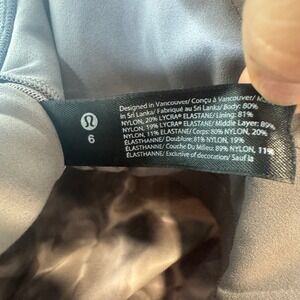 6
Designed in Vancouver/ Conçu à Vancouver/
in Sri Lanka/ Fabriqué au Sri Lanka/ Body: 80%
NYLON, 20% LYCRA® ELASTANE/ Lining: 81%
NYLON, 19% LYCRA® ELASTANE/ Middle Layer: 89%
NYLON, 11% ELASTANE/ Corps: 80% NYLON, 20%
ÉLASTHANNE/ Doublure: 81% NYLON, 19%
ÉLASTHANNE/ Couche Du Milieu: 89% NYLON, 11%
ÉLASTHANNE/ Exclusive of decoration/ Sauf la